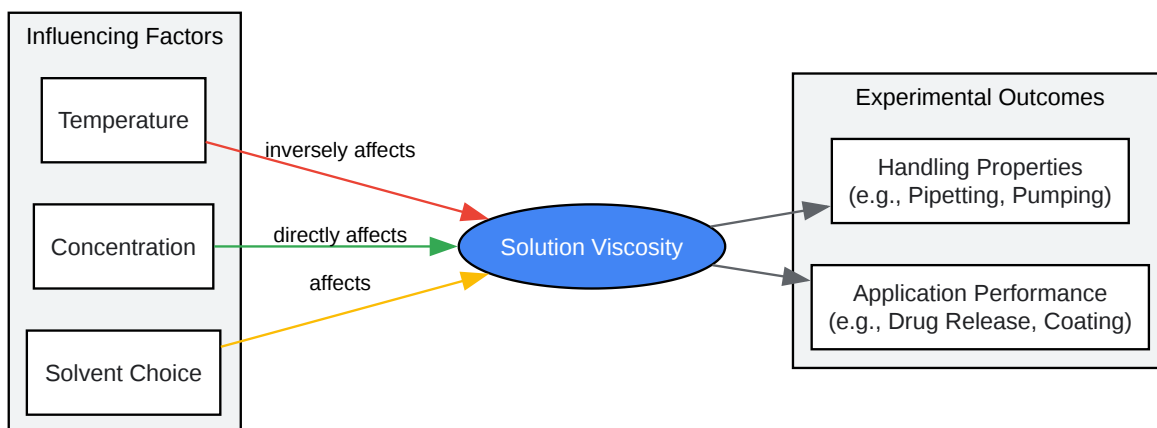 Influencing Factors
Temperature
Concentration
Solvent Choice
inversely affects
directly affects
affects
Solution Viscosity
Experimental Outcomes
Handling Properties
(e.g., Pipetting, Pumping)
Application Performance
(e.g., Drug Release, Coating)